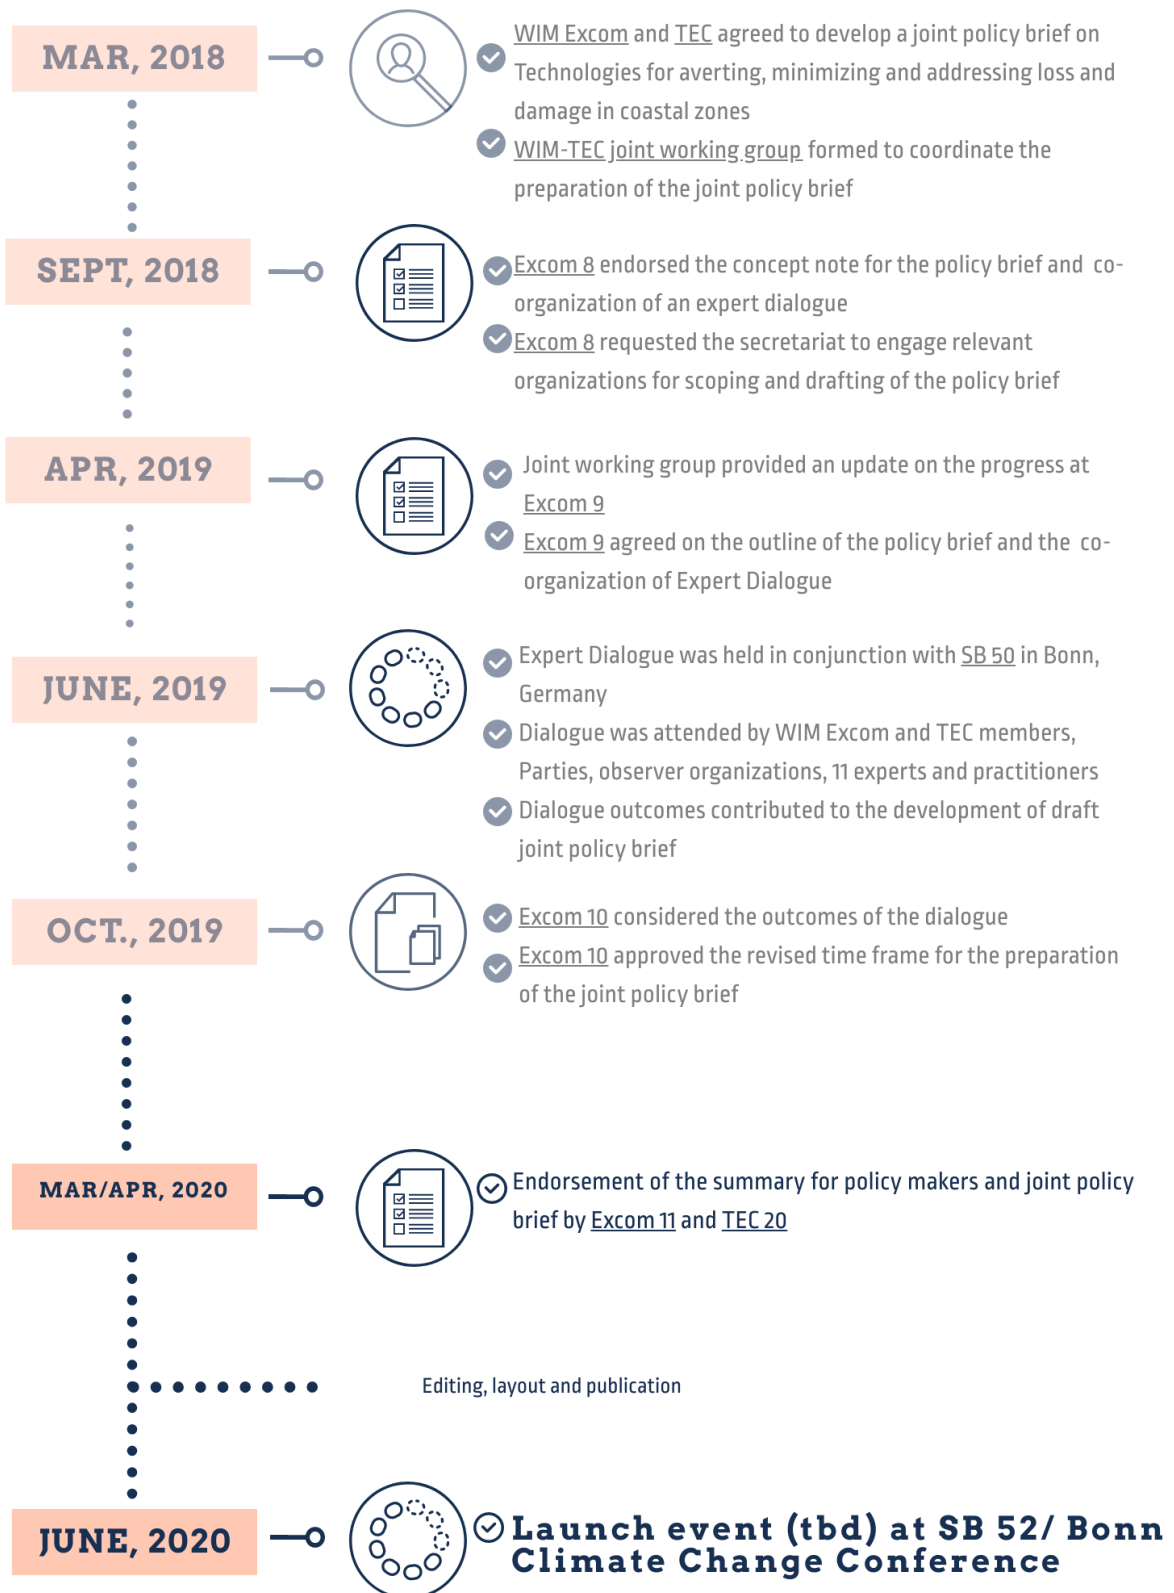 MAR, 2018
WIM Excom and TEC agreed to develop a joint policy brief on
Technologies for averting, minimizing and addressing loss and
damage in coastal zones
WIM-TEC joint working group formed to coordinate the
preparation of the joint policy brief
SEPT, 2018
Excom 8 endorsed the concept note for the policy brief and co-
organization of an expert dialogue
Excom 8 requested the secretariat to engage relevant
organizations for scoping and drafting of the policy brief
APR, 2019
Joint working group provided an update on the progress at
Excom 9
Excom 9 agreed on the outline of the policy brief and the co-
organization of Expert Dialogue
JUNE, 2019
Expert Dialogue was held in conjunction with SB 50 in Bonn,
Germany
Dialogue was attended by WIM Excom and TEC members,
Parties, observer organizations, 11 experts and practitioners
Dialogue outcomes contributed to the development of draft
joint policy brief
OCT., 2019
Excom 10 considered the outcomes of the dialogue
Excom 10 approved the revised time frame for the preparation
of the joint policy brief
MAR/APR, 2020
Endorsement of the summary for policy makers and joint policy
brief by Excom 11 and TEC 20
Editing, layout and publication
JUNE, 2020
Launch event (tbd) at SB 52/ Bonn
Climate Change Conference